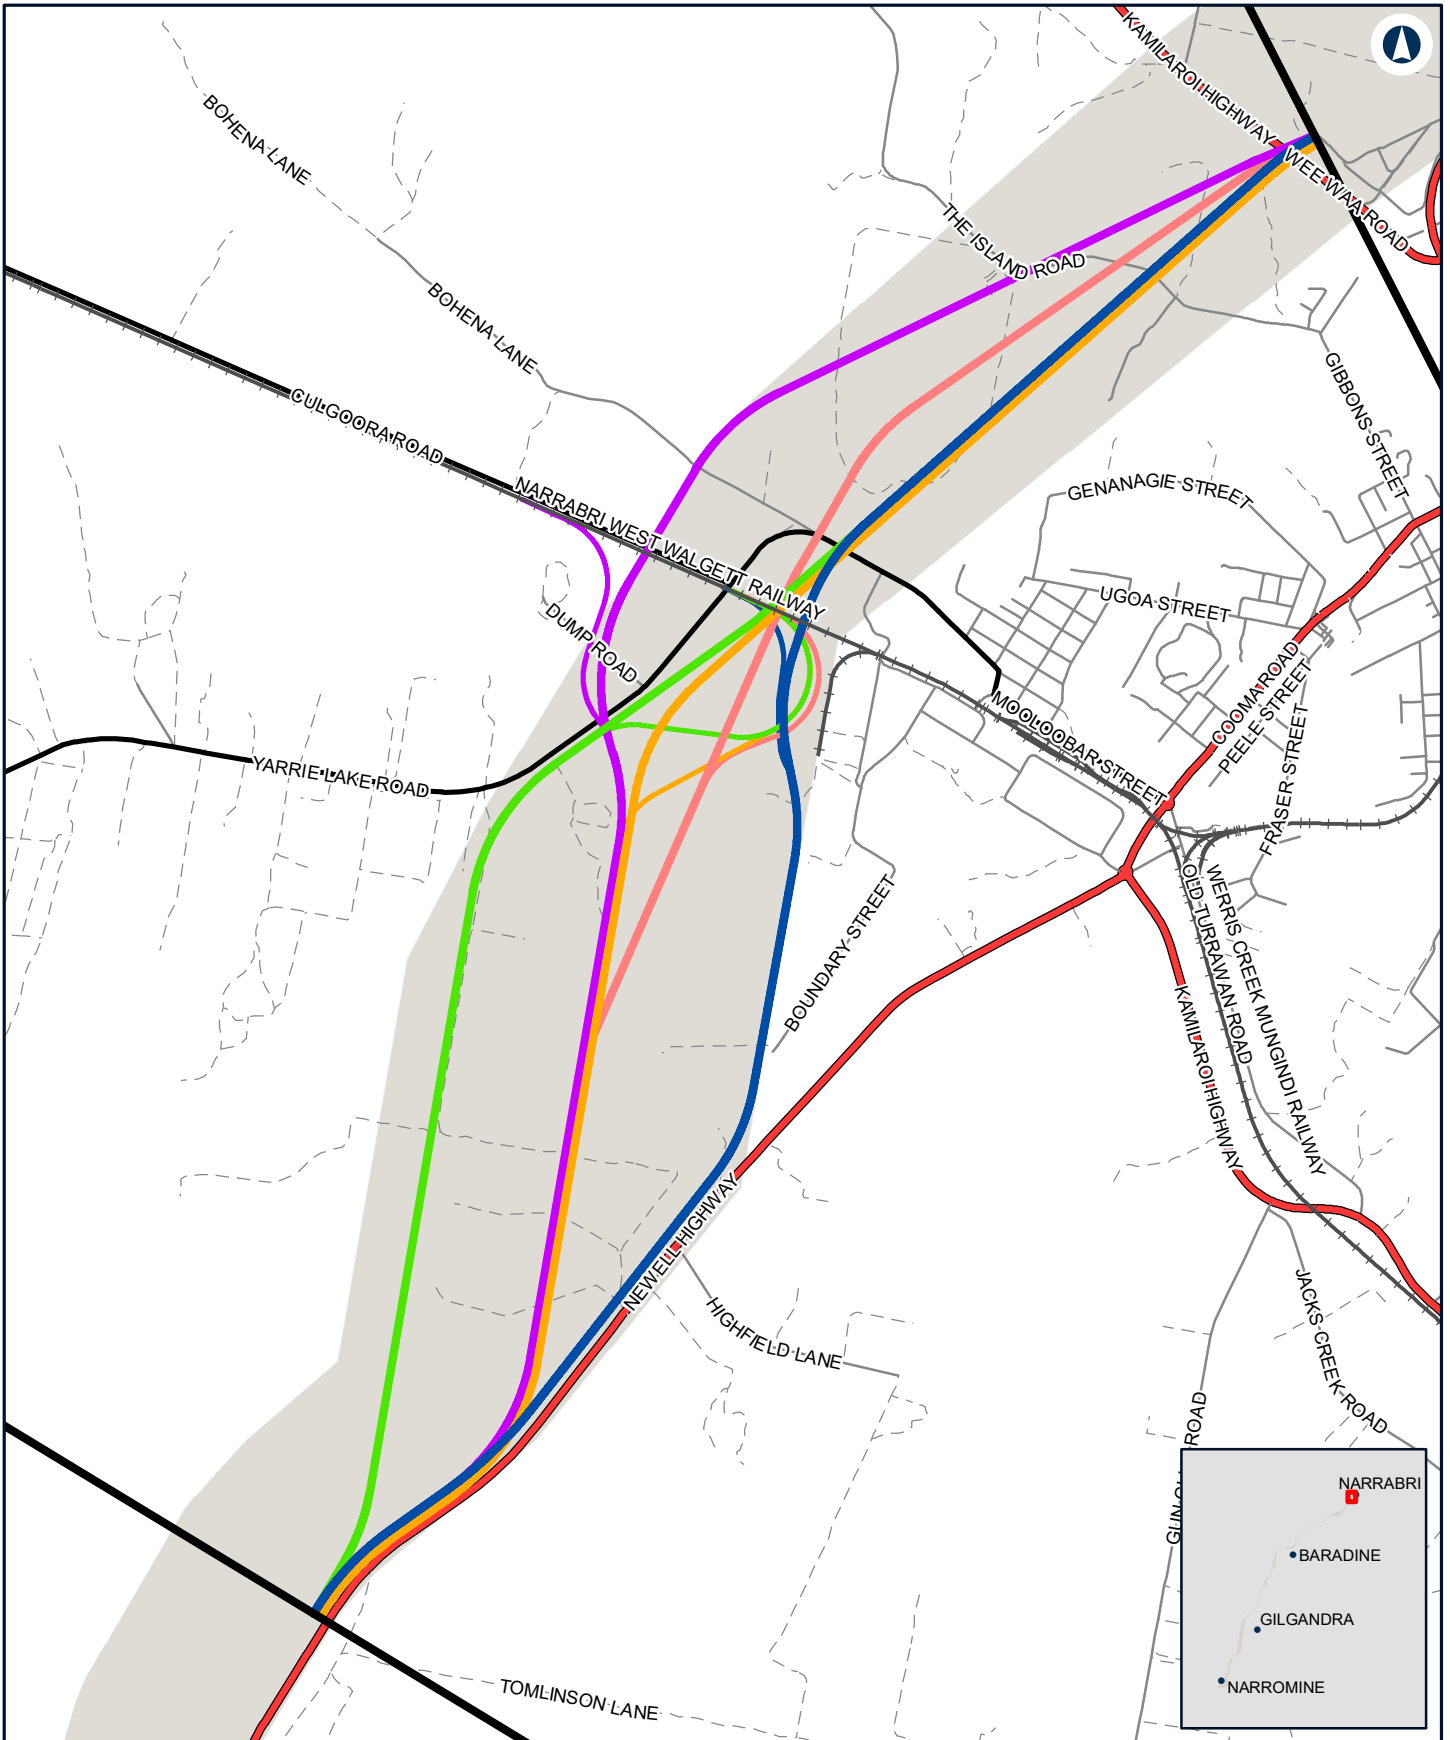 KAMILAROI HIGHWAY
WEE WAA ROAD
BOHENA LANE
THE ISLAND ROAD
BOHENA LANE
GIBBONS STREET
CULGOORA ROAD
GENANAGIE STREET
NARRABRI WEST WALGETT RAILWAY
UGOA STREET
DUMP ROAD
COOMA ROAD
PEELE STREET
MOOLOOBAR STREET
FRASER STREET
YARRIE LAKE ROAD
BOUNDARY STREET
OLD TURRAWAN ROAD
WERRIS CREEK MUNGINDI RAILWAY
KAMILAROI HIGHWAY
NEWELL HIGHWAY
HIGHFIELD LANE
JACKS CREEK ROAD
ROAD
NARRABRI
BARADINE
GILGANDRA
NARROMINE
TOMLINSON LANE